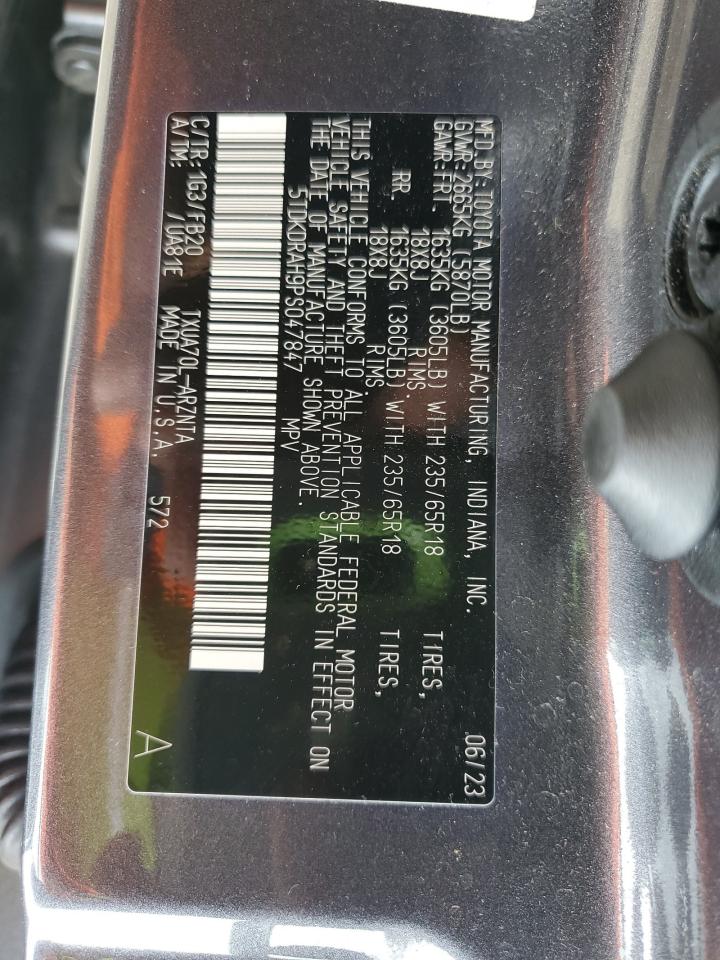 MFD. BY: TOYOTA MOTOR MANUFACTURING, INDIANA, INC. 06/23
GVWR: 2665KG (5870LB)
GAWR: FRT 1635KG (3605LB) WITH 235/65R18 TIRES,
18X8J RIMS.
RR 1635KG (3605LB) WITH 235/65R18 TIRES,
18X8J RIMS
THIS VEHICLE CONFORMS TO ALL APPLICABLE FEDERAL MOTOR
VEHICLE SAFETY AND THEFT PREVENTION STANDARDS IN EFFECT ON
THE DATE OF MANUFACTURE SHOWN ABOVE.
5TDKDRAH9PS047847 MPV
C/TR: 1G3/FB20 TXUA70L-ARZNTA
A/TM: /UA81E MADE IN U.S.A. 572 A